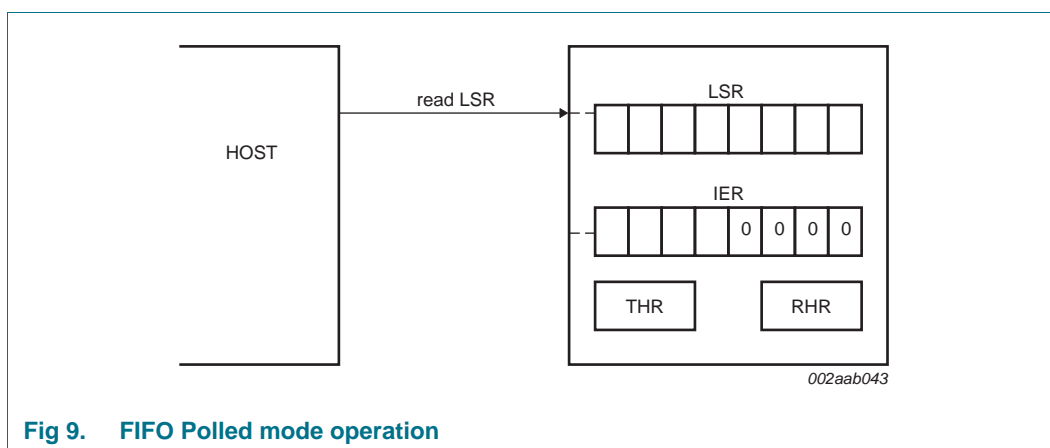 read LSR
HOST
LSR
IER
0 0 0 0
THR RHR
002aab043
Fig 9. FIFO Polled mode operation